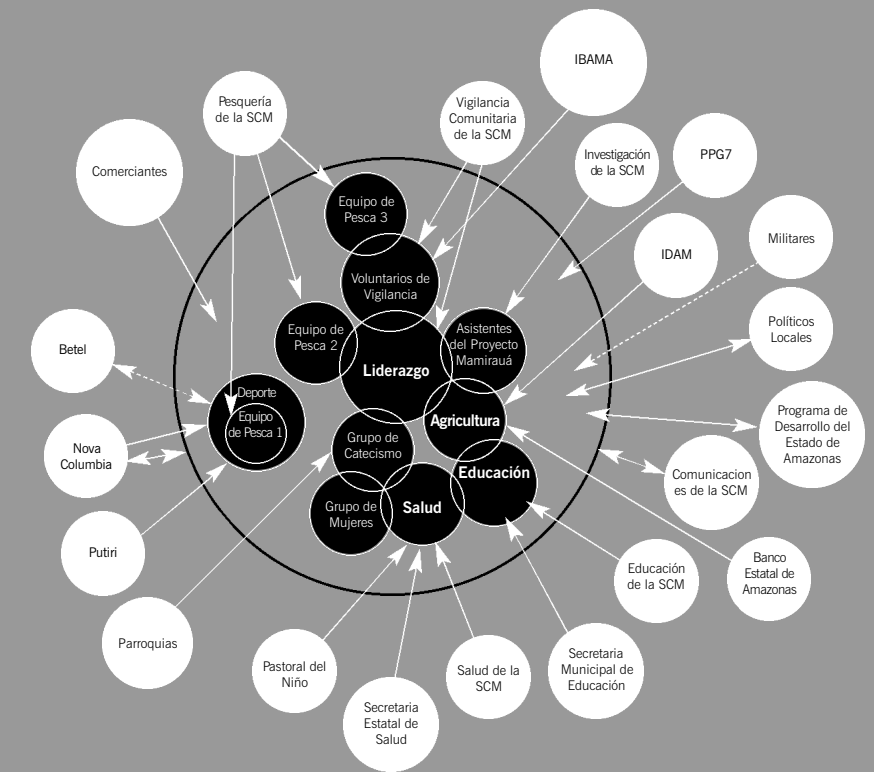 IBAMA
Pesquería
de la SCM
Vigilancia
Comunitaria
de la SCM
Investigación
de la SCM
PPG7
Comerciantes
Equipo de
Pesca 3
Militares
IDAM
Voluntarios de
Vigilancia
Equipo de
Pesca 2
Asistentes
del Proyecto
Mamirauá
Políticos
Locales
Betel
Liderazgo
Deporte
Equipo
de Pesca 1
Agricultura
Programa de
Desarrollo del
Estado de
Amazonas
Nova
Columbia
Grupo de
Catecismo
Educación
Comunicacion
es de la SCM
Grupo de
Mujeres
Salud
Putiri
Educación
de la SCM
Banco
Estatal de
Amazonas
Parroquias
Pastoral del
Niño
Salud de la
SCM
Secretaria
Municipal de
Educación
Secretaria
Estatal de
Salud